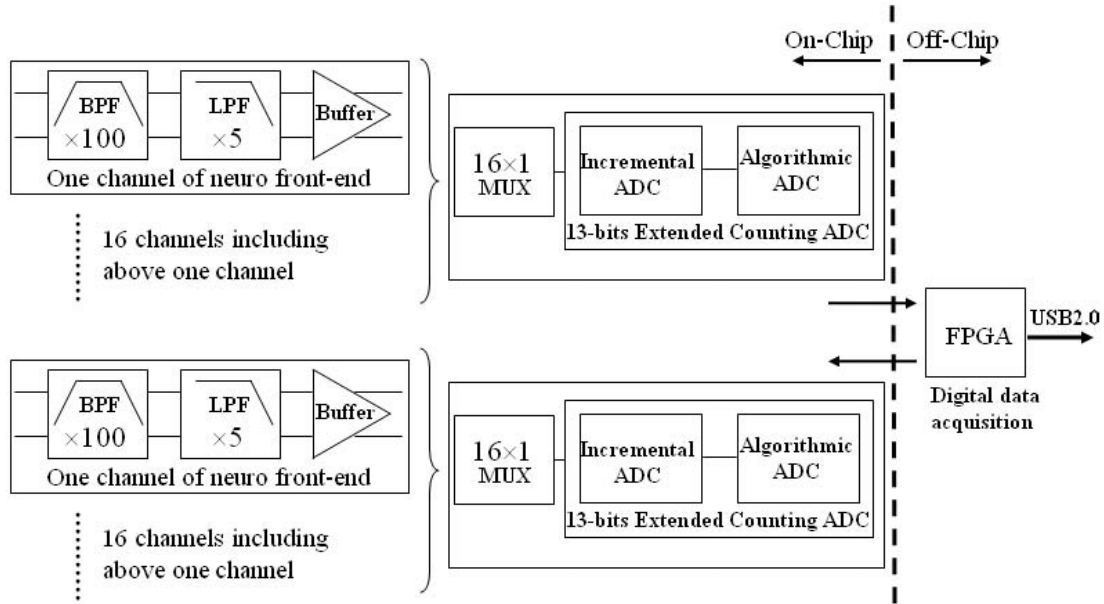 On-Chip
Off-Chip
BPF
×100
LPF
×5
Buffer
One channel of neuro front-end
16 channels including
above one channel
16×1
MUX
Incremental
ADC
Algorithmic
ADC
13-bits Extended Counting ADC
FPGA
USB2.0
Digital data
acquisition
BPF
×100
LPF
×5
Buffer
One channel of neuro front-end
16 channels including
above one channel
16×1
MUX
Incremental
ADC
Algorithmic
ADC
13-bits Extended Counting ADC